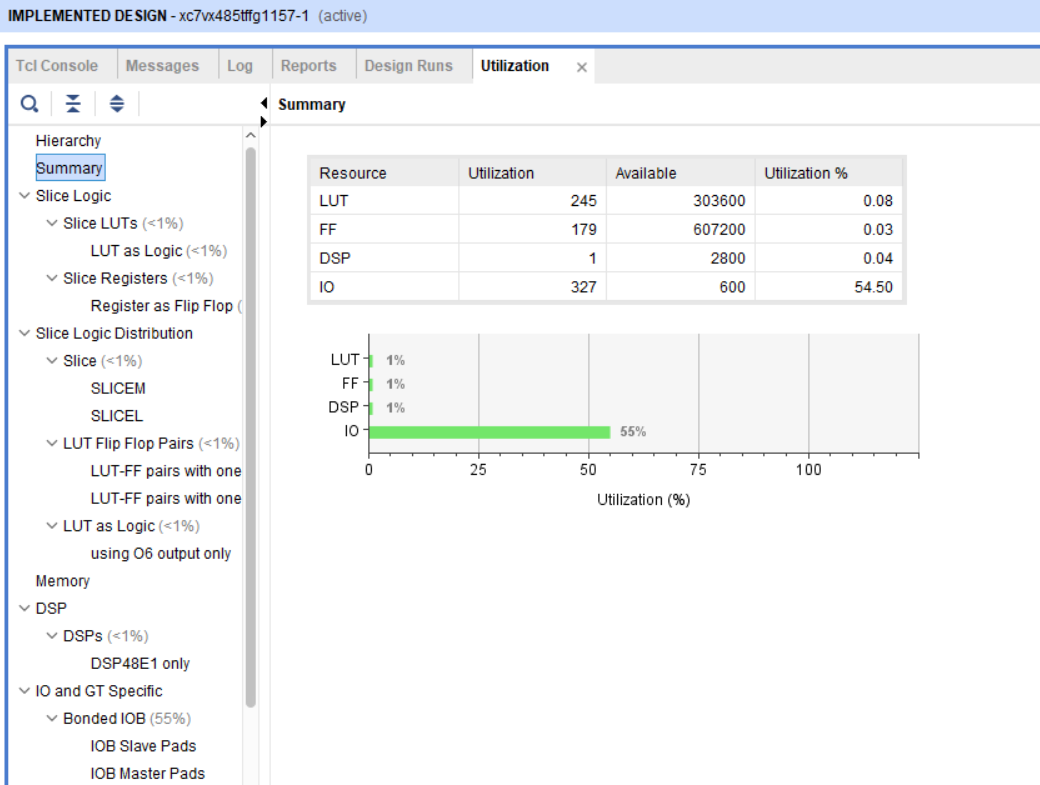 IMPLEMENTED DESIGN - xc7vx485tffg1157-1 (active)
Tcl Console Messages Log Reports Design Runs Utilization ×
Summary
Hierarchy
Summary
Slice Logic
Slice LUTs (<1%)
LUT as Logic (<1%)
Slice Registers (<1%)
Register as Flip Flop (
Slice Logic Distribution
Slice (<1%)
SLICEM
SLICEL
LUT Flip Flop Pairs (<1%)
LUT-FF pairs with one
LUT-FF pairs with one
LUT as Logic (<1%)
using O6 output only
Memory
DSP
DSPs (<1%)
DSP48E1 only
IO and GT Specific
Bonded IOB (55%)
IOB Slave Pads
IOB Master Pads
Resource Utilization Available Utilization %
LUT 245 303600 0.08
FF 179 607200 0.03
DSP 1 2800 0.04
IO 327 600 54.50
LUT 1%
FF 1%
DSP 1%
IO 55%
0 25 50 75 100
Utilization (%)